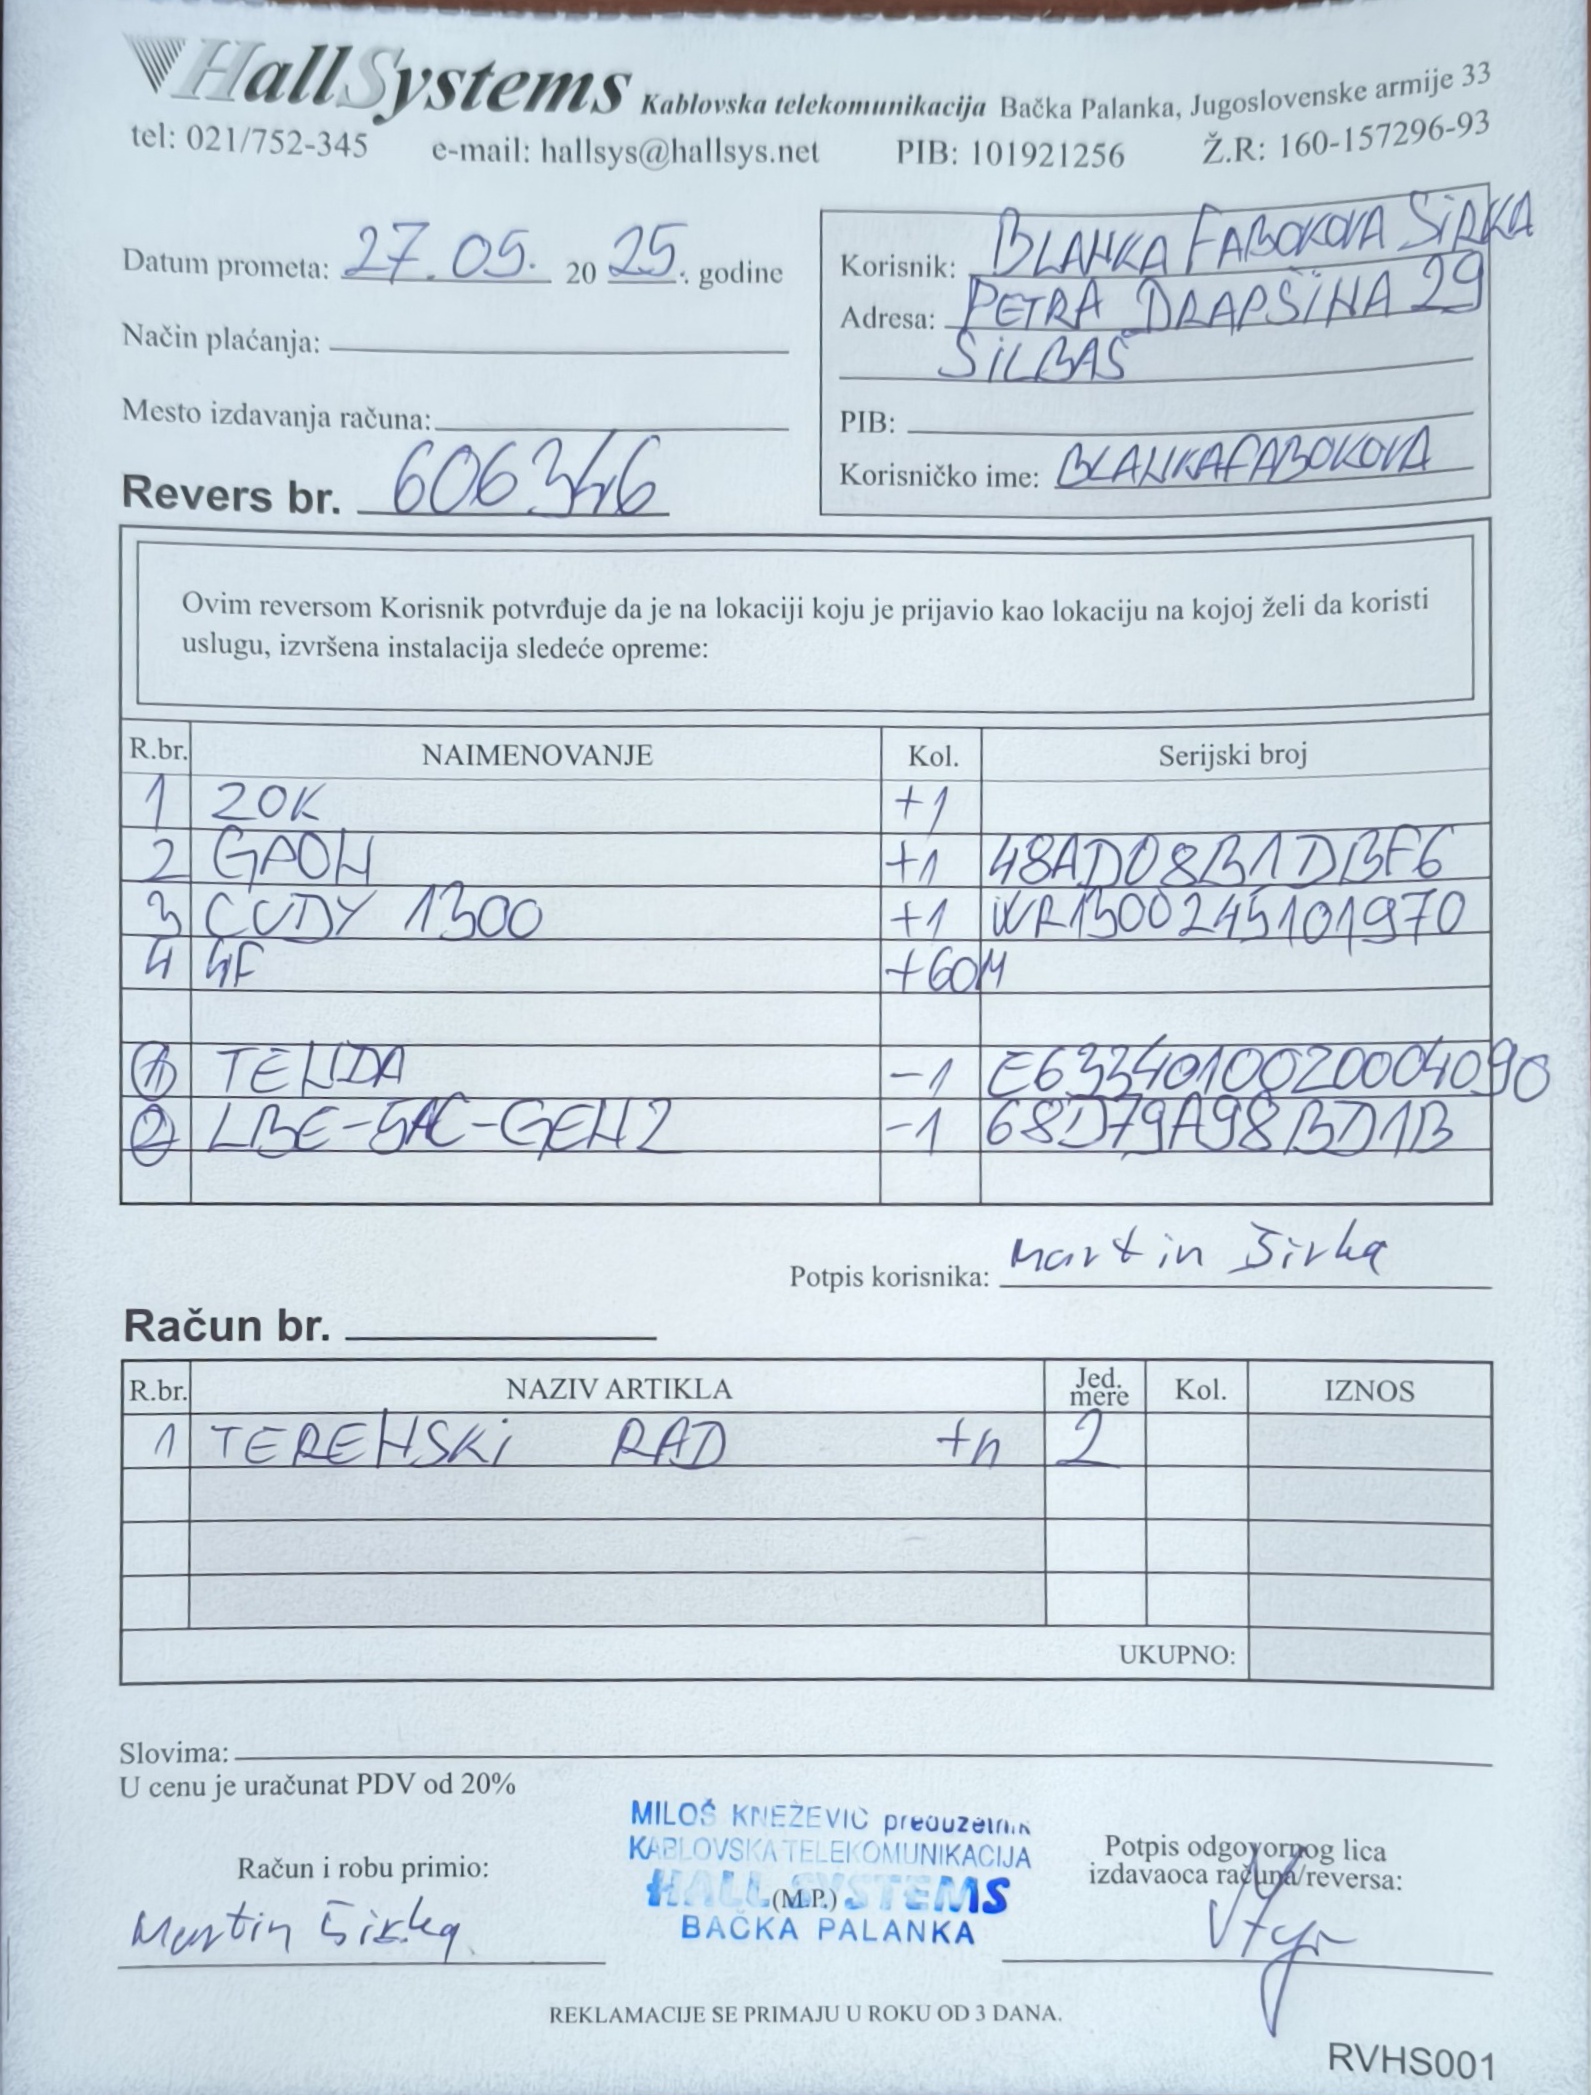 HallSystems Kablovska telekomunikacija Bačka Palanka, Jugoslovenske armije 33
tel: 021/752-345 e-mail: hallsys@hallsys.net PIB: 101921256 Ž.R: 160-157296-93
Datum prometa: 27.05. 20 25. godine
Način plaćanja:
Mesto izdavanja računa:
Revers br. 606346
Korisnik: BLANKA FABOKOVA ŠIRKA
Adresa: PETRA DRAPŠINA 29
SILBAŠ
PIB:
Korisničko ime: BLANKAFABOKOVA
Ovim reversom Korisnik potvrđuje da je na lokaciji koju je prijavio kao lokaciju na kojoj želi da koristi
uslugu, izvršena instalacija sledeće opreme:
R.br. NAIMENOVANJE Kol. Serijski broj
1 ZOK +1
2 GPON +1 48AD08B1DBF6
3 CUDY 1300 +1 WR1300245101970
4 4F +60M
1 TENDA -1 E6334010020004090
2 LBE-5AC-GEN2 -1 68D79A98BD1B
Potpis korisnika: Martin Širka
Račun br.
R.br. NAZIV ARTIKLA Jed. mere Kol. IZNOS
1 TERENSKI RAD +h 2
UKUPNO:
Slovima:
U cenu je uračunat PDV od 20%
MILOŠ KNEŽEVIĆ preduzetnik
KABLOVSKA TELEKOMUNIKACIJA
HALL SYSTEMS
(M.P.)
BAČKA PALANKA
Račun i robu primio:
Martin Širka
Potpis odgovornog lica
izdavaoca računa/reversa:
REKLAMACIJE SE PRIMAJU U ROKU OD 3 DANA.
RVHS001